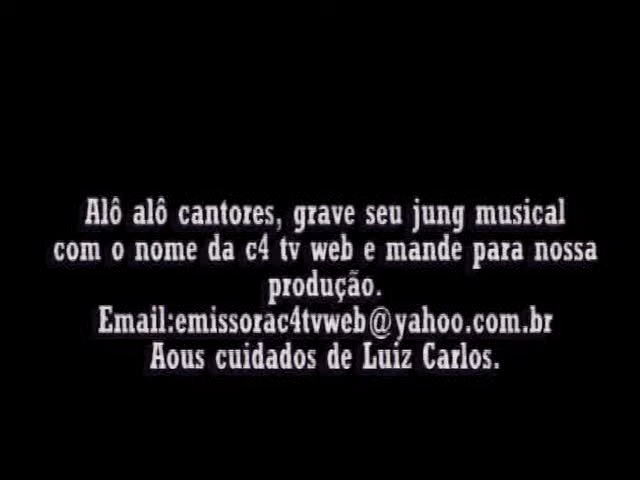 Alô alô cantores, grave seu jung musical
com o nome da c4 tv web e mande para nossa
produção.
Email:emissorac4tvweb@yahoo.com.br
Aous cuidados de Luiz Carlos.